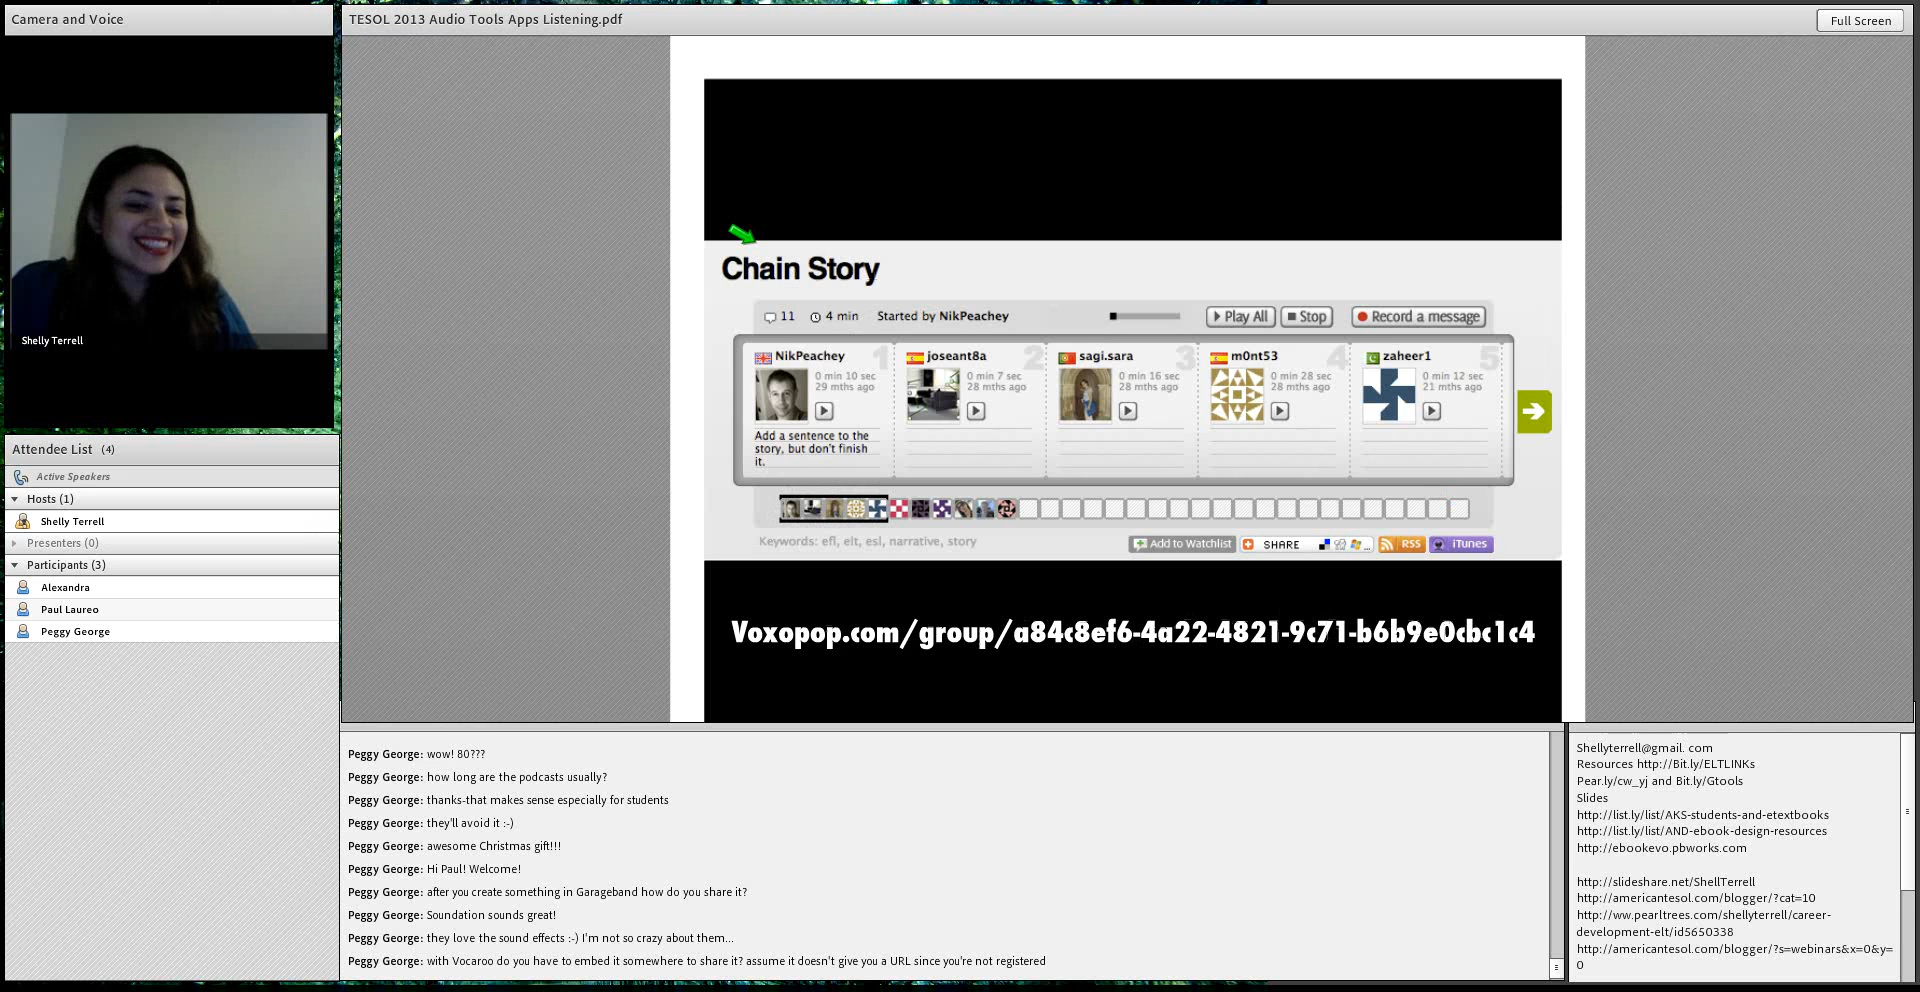 Camera and Voice
Shelly Terrell
Attendee List (4)
Active Speakers
Hosts (1)
Shelly Terrell
Presenters (0)
Participants (3)
Alexandra
Paul Laureo
Peggy George
TESOL 2013 Audio Tools Apps Listening.pdf
Full Screen
Chain Story
11 4 min Started by NikPeachey
Play All Stop Record a message
NikPeachey 1
0 min 10 sec
29 mths ago
Add a sentence to the
story, but don't finish
it.
joseant8a 2
0 min 7 sec
28 mths ago
sagi.sara 3
0 min 16 sec
28 mths ago
m0nt53 4
0 min 28 sec
28 mths ago
zaheer1 5
0 min 12 sec
21 mths ago
Keywords: efl, elt, esl, narrative, story
Add to Watchlist SHARE ... RSS iTunes
Voxopop.com/group/a84c8ef6-4a22-4821-9c71-b6b9e0cbc1c4
Peggy George: wow! 80???
Peggy George: how long are the podcasts usually?
Peggy George: thanks-that makes sense especially for students
Peggy George: they'll avoid it :-)
Peggy George: awesome Christmas gift!!!
Peggy George: Hi Paul! Welcome!
Peggy George: after you create something in Garageband how do you share it?
Peggy George: Soundation sounds great!
Peggy George: they love the sound effects :-) I'm not so crazy about them...
Peggy George: with Vocaroo do you have to embed it somewhere to share it? assume it doesn't give you a URL since you're not registered
Shellyterrell@gmail. com
Resources http://Bit.ly/ELTLINKs
Pear.ly/cw_yj and Bit.ly/Gtools
Slides
http://list.ly/list/AKS-students-and-etextbooks
http://list.ly/list/AND-ebook-design-resources
http://ebookevo.pbworks.com
http://slideshare.net/ShellTerrell
http://americantesol.com/blogger/?cat=10
http://ww.pearltrees.com/shellyterrell/career-
development-elt/id5650338
http://americantesol.com/blogger/?s=webinars&x=0&y=
0